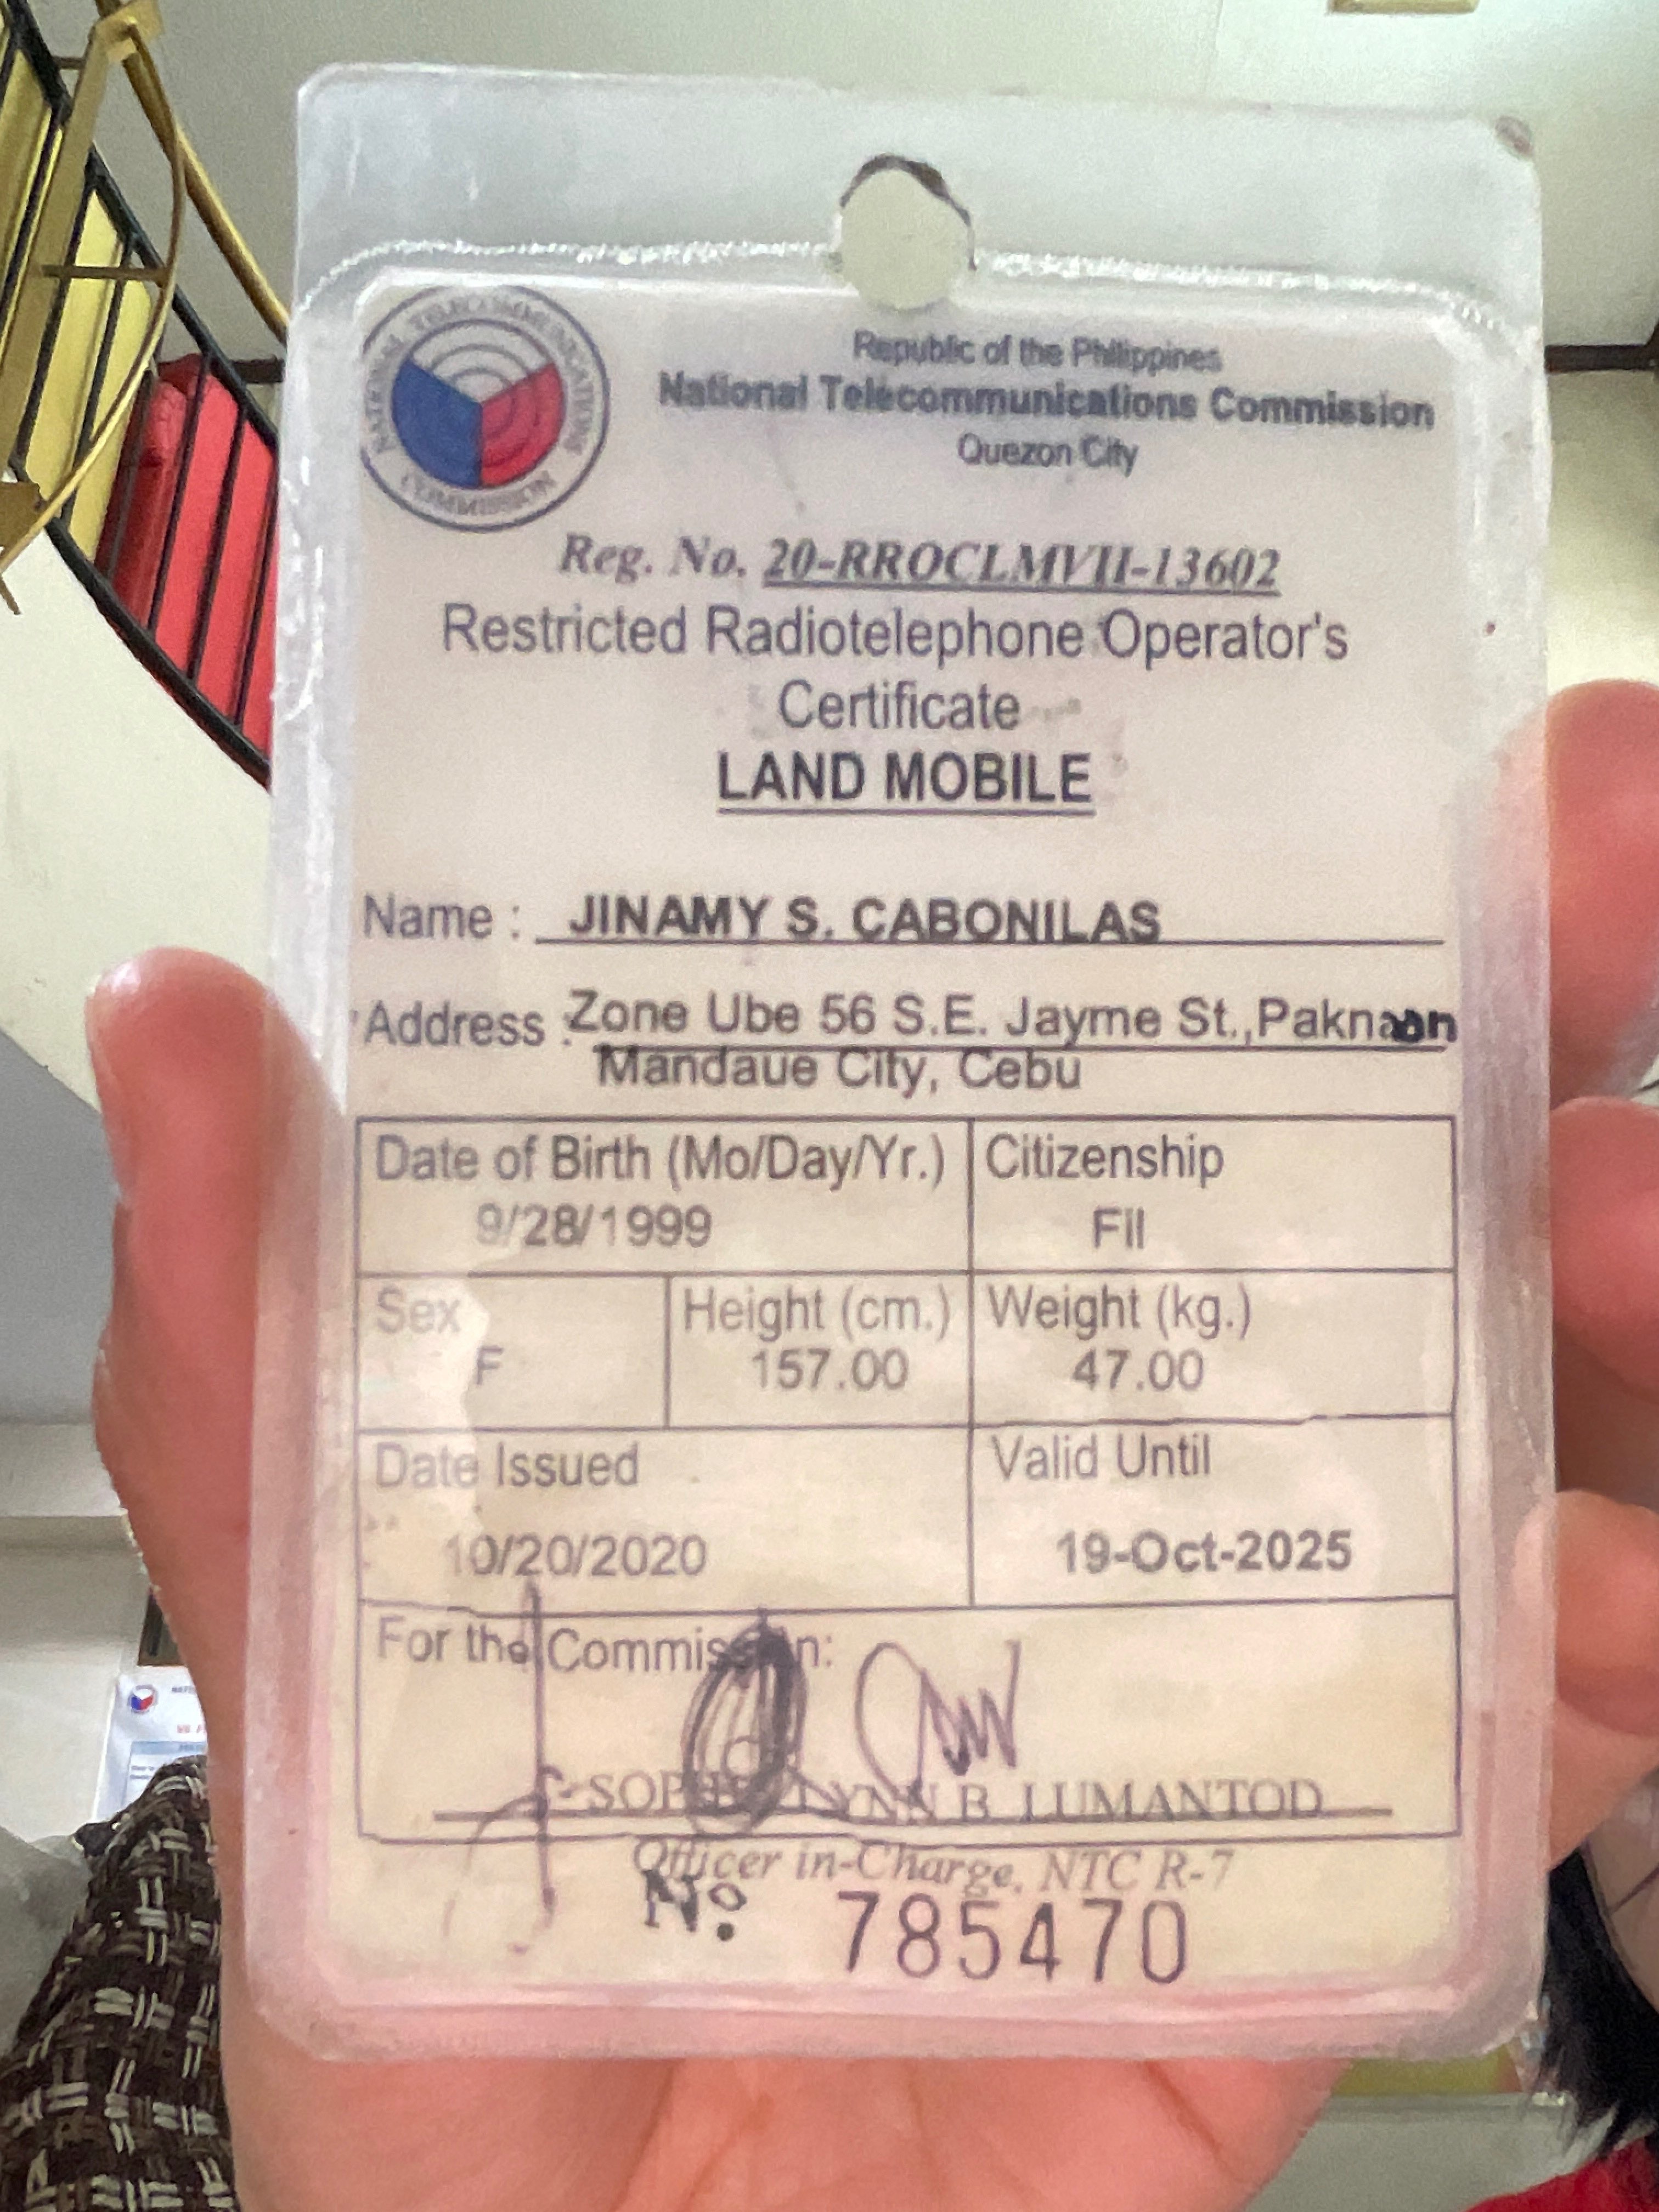 NATIONAL TELECOMMUNICATIONS COMMISSION
Republic of the Philippines
National Telecommunications Commission
Quezon City
Reg. No. 20-RROCLMVII-13602
Restricted Radiotelephone Operator's
Certificate
LAND MOBILE
Name : JINAMY S. CABONILAS
Address : Zone Ube 56 S.E. Jayme St.,Paknaan
Mandaue City, Cebu
Date of Birth (Mo/Day/Yr.) Citizenship
9/28/1999 Fil
Sex Height (cm.) Weight (kg.)
F 157.00 47.00
Date Issued Valid Until
10/20/2020 19-Oct-2025
For the Commission:
LYNN B. LUMANTOD
Officer in-Charge, NTC R-7
Nº 785470